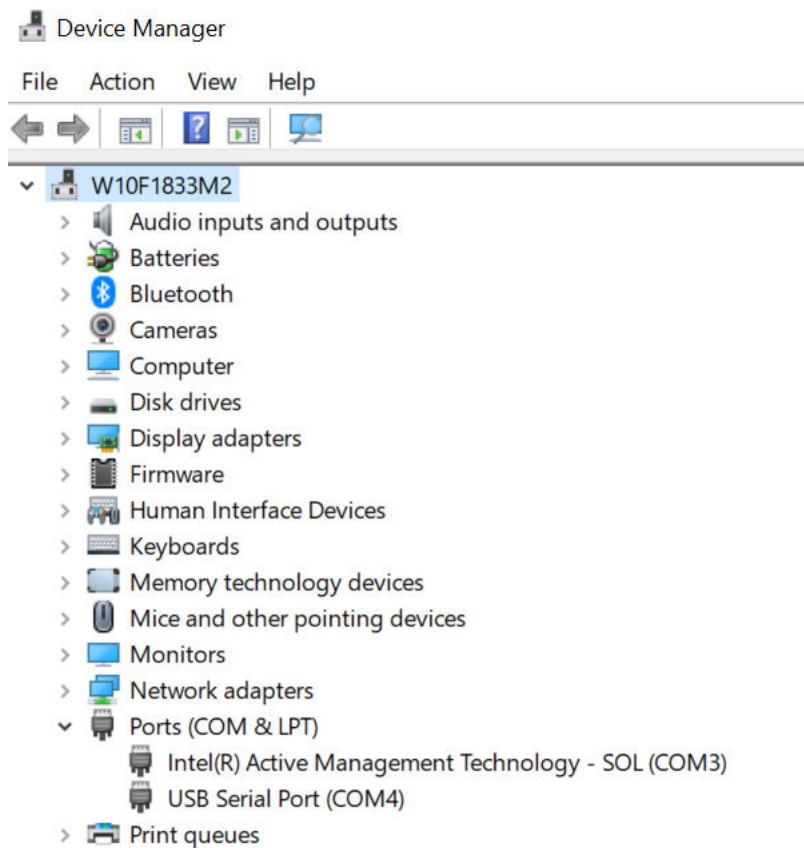 Device Manager
File Action View Help
W10F1833M2
Audio inputs and outputs
Batteries
Bluetooth
Cameras
Computer
Disk drives
Display adapters
Firmware
Human Interface Devices
Keyboards
Memory technology devices
Mice and other pointing devices
Monitors
Network adapters
Ports (COM & LPT)
Intel(R) Active Management Technology - SOL (COM3)
USB Serial Port (COM4)
Print queues